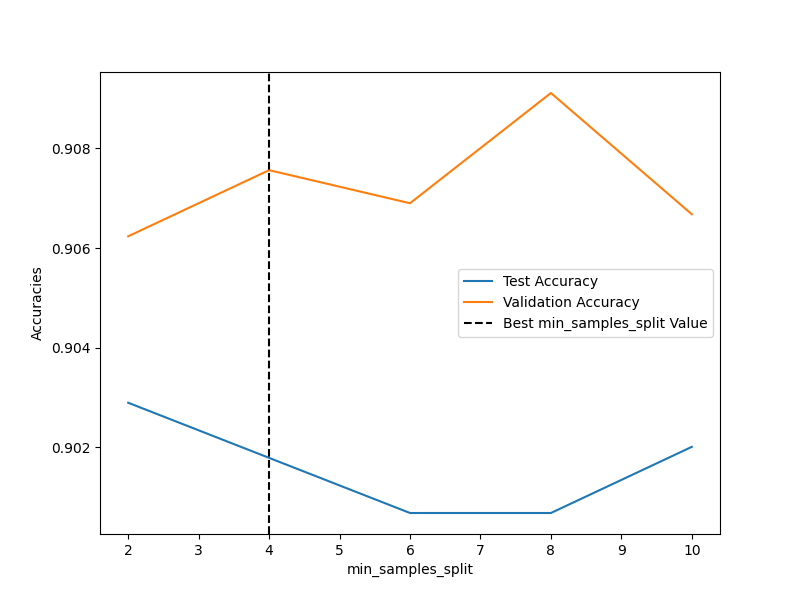 0.908
0.906
0.904
0.902
Accuracies
Test Accuracy
Validation Accuracy
Best min_samples_split Value
2 3 4 5 6 7 8 9 10
min_samples_split